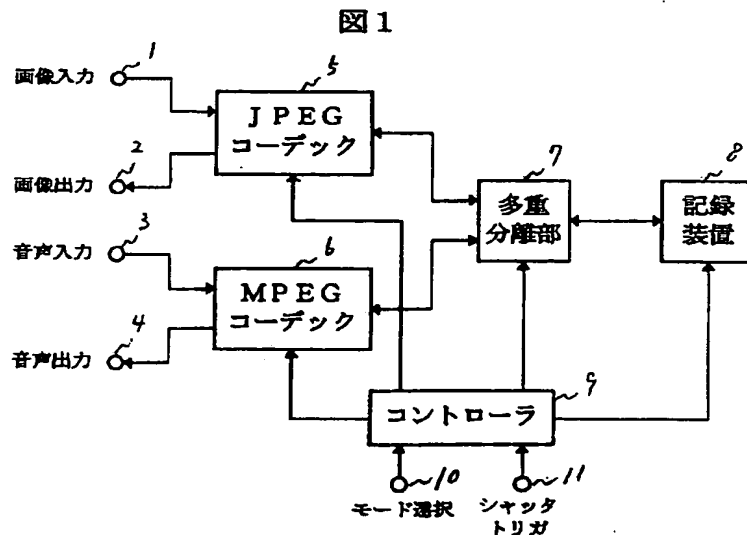 図1
1
画像入力
5
JPEG
コーデック
2
画像出力
7
多重
分離部
8
記録
装置
3
音声入力
6
MPEG
コーデック
4
音声出力
9
コントローラ
10
モード選択
11
シャッタ
トリガ